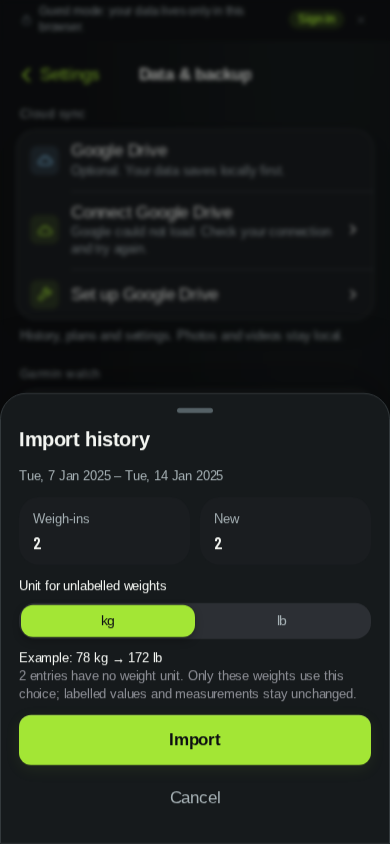 Guest mode: your data lives only in this
browser.
Sign in
Settings
Data & backup
Cloud sync
Google Drive
Optional. Your data saves locally first.
Connect Google Drive
Google could not load. Check your connection
and try again.
Set up Google Drive
History, plans and settings. Photos and videos stay local.
Garmin watch
Import history
Tue, 7 Jan 2025 – Tue, 14 Jan 2025
Weigh-ins
New
2
2
Unit for unlabelled weights
kg
lb
Example: 78 kg → 172 lb
2 entries have no weight unit. Only these weights use this
choice; labelled values and measurements stay unchanged.
Import
Cancel